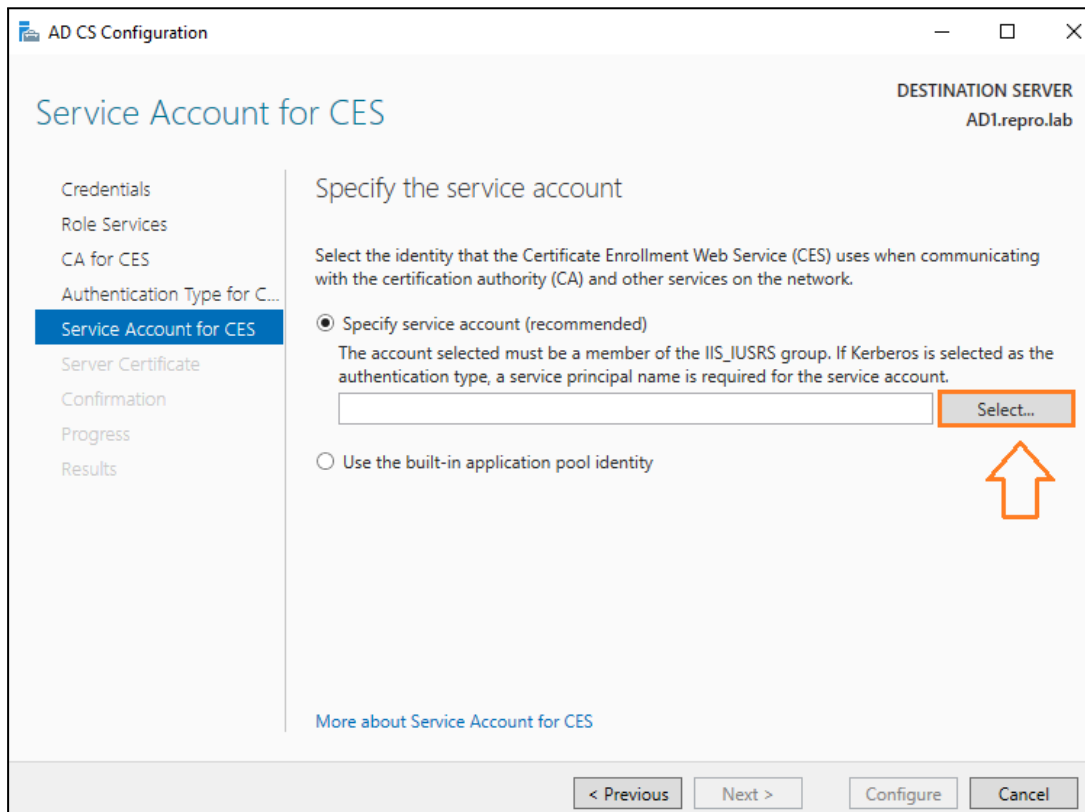 AD CS Configuration
Service Account for CES
DESTINATION SERVER
AD1.repro.lab
Credentials
Role Services
CA for CES
Authentication Type for C...
Service Account for CES
Server Certificate
Confirmation
Progress
Results
Specify the service account
Select the identity that the Certificate Enrollment Web Service (CES) uses when communicating
with the certification authority (CA) and other services on the network.
Specify service account (recommended)
The account selected must be a member of the IIS_IUSRS group. If Kerberos is selected as the
authentication type, a service principal name is required for the service account.
Select...
Use the built-in application pool identity
More about Service Account for CES
< Previous
Next >
Configure
Cancel